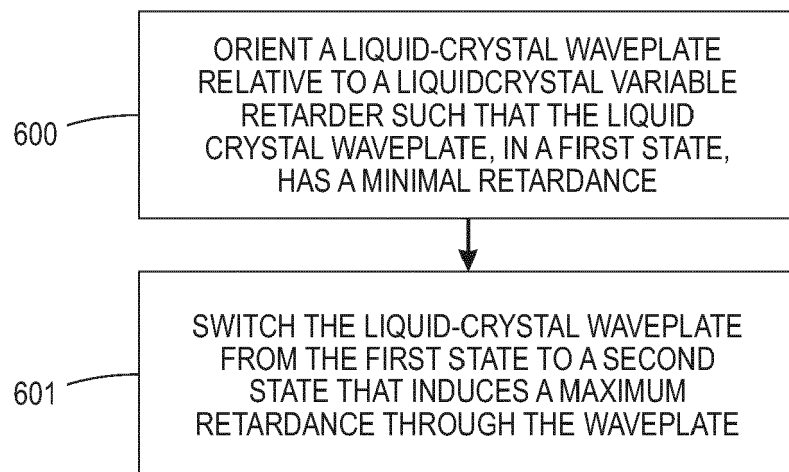 ORIENT A LIQUID-CRYSTAL WAVEPLATE
RELATIVE TO A LIQUIDCRYSTAL VARIABLE
RETARDER SUCH THAT THE LIQUID
CRYSTAL WAVEPLATE, IN A FIRST STATE,
HAS A MINIMAL RETARDANCE
600
SWITCH THE LIQUID-CRYSTAL WAVEPLATE
FROM THE FIRST STATE TO A SECOND
STATE THAT INDUCES A MAXIMUM
RETARDANCE THROUGH THE WAVEPLATE
601